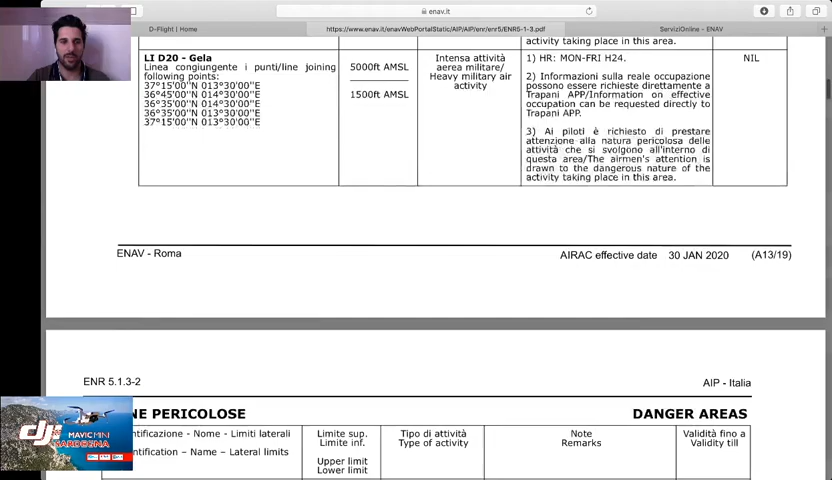 enav.it
D-Flight | Home
https://www.enav.it/enavWebPortalStatic/AIP/AIP/enr/enr5/ENR5-1-3.pdf
ServiziOnline - ENAV
activity taking place in this area.
LI D20 - Gela
Linea congiungente i punti/line joining
following points:
37°15'00''N 013°30'00''E
36°45'00''N 014°30'00''E
36°35'00''N 014°30'00''E
36°35'00''N 013°30'00''E
37°15'00''N 013°30'00''E
5000ft AMSL
1500ft AMSL
Intensa attività
aerea militare/
Heavy military air
activity
1) HR: MON-FRI H24.
2) Informazioni sulla reale occupazione
possono essere richieste direttamente a
Trapani APP/Information on effective
occupation can be requested directly to
Trapani APP.
3) Ai piloti è richiesto di prestare
attenzione alla natura pericolosa delle
attività che si svolgono all'interno di
questa area/The airmen's attention is
drawn to the dangerous nature of the
activity taking place in this area.
NIL
ENAV - Roma
AIRAC effective date 30 JAN 2020 (A13/19)
ENR 5.1.3-2
AIP - Italia
NE PERICOLOSE
DANGER AREAS
entificazione - Nome - Limiti laterali
entification – Name – Lateral limits
Limite sup.
Limite inf.
Upper limit
Lower limit
Tipo di attività
Type of activity
Note
Remarks
Validità fino a
Validity till
dji
MAVIC MINI
SARDEGNA